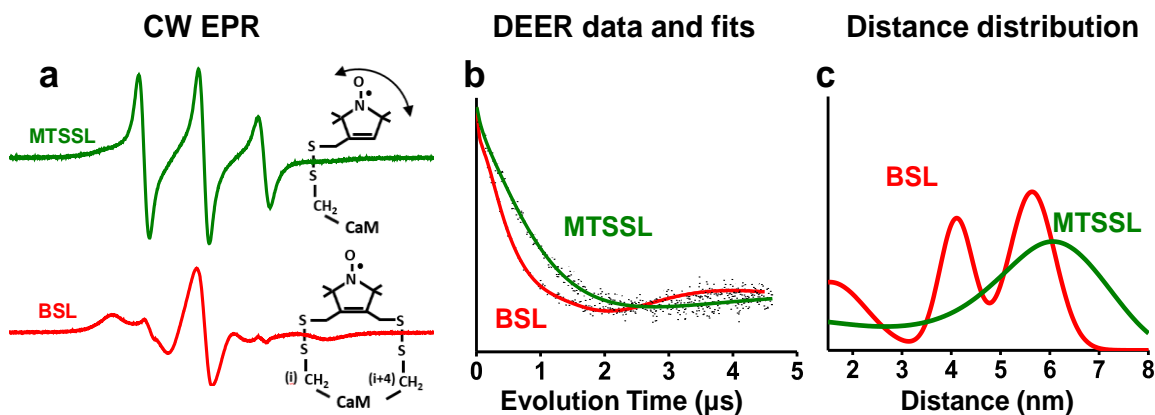 CW EPR
DEER data and fits
Distance distribution
a
b
c
MTSSL
O
N•
S
S
CH2
CaM
BSL
O
N•
S
S
S
S
(i) CH2
(i+4) CH2
CaM
MTSSL
BSL
0 1 2 3 4 5
Evolution Time (µs)
BSL
MTSSL
2 3 4 5 6 7 8
Distance (nm)